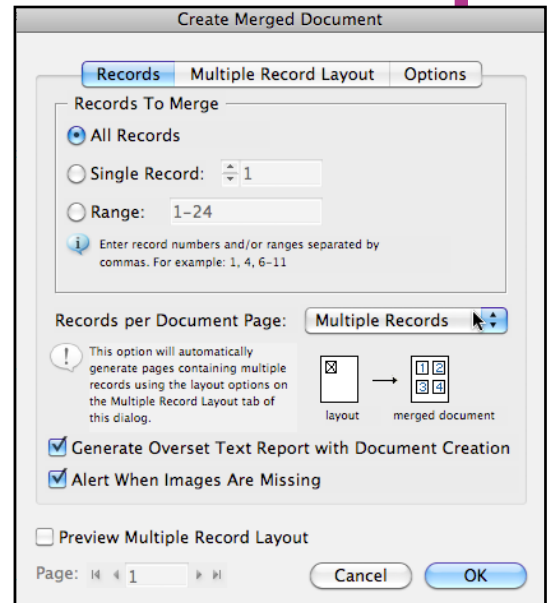 Create Merged Document
Records Multiple Record Layout Options
Records To Merge
All Records
Single Record: 1
Range: 1-24
Enter record numbers and/or ranges separated by
commas. For example: 1, 4, 6-11
Records per Document Page: Multiple Records
This option will automatically
generate pages containing multiple
records using the layout options on
the Multiple Record Layout tab of
this dialog.
1 2
3 4
layout merged document
Generate Overset Text Report with Document Creation
Alert When Images Are Missing
Preview Multiple Record Layout
Page: 1
Cancel OK